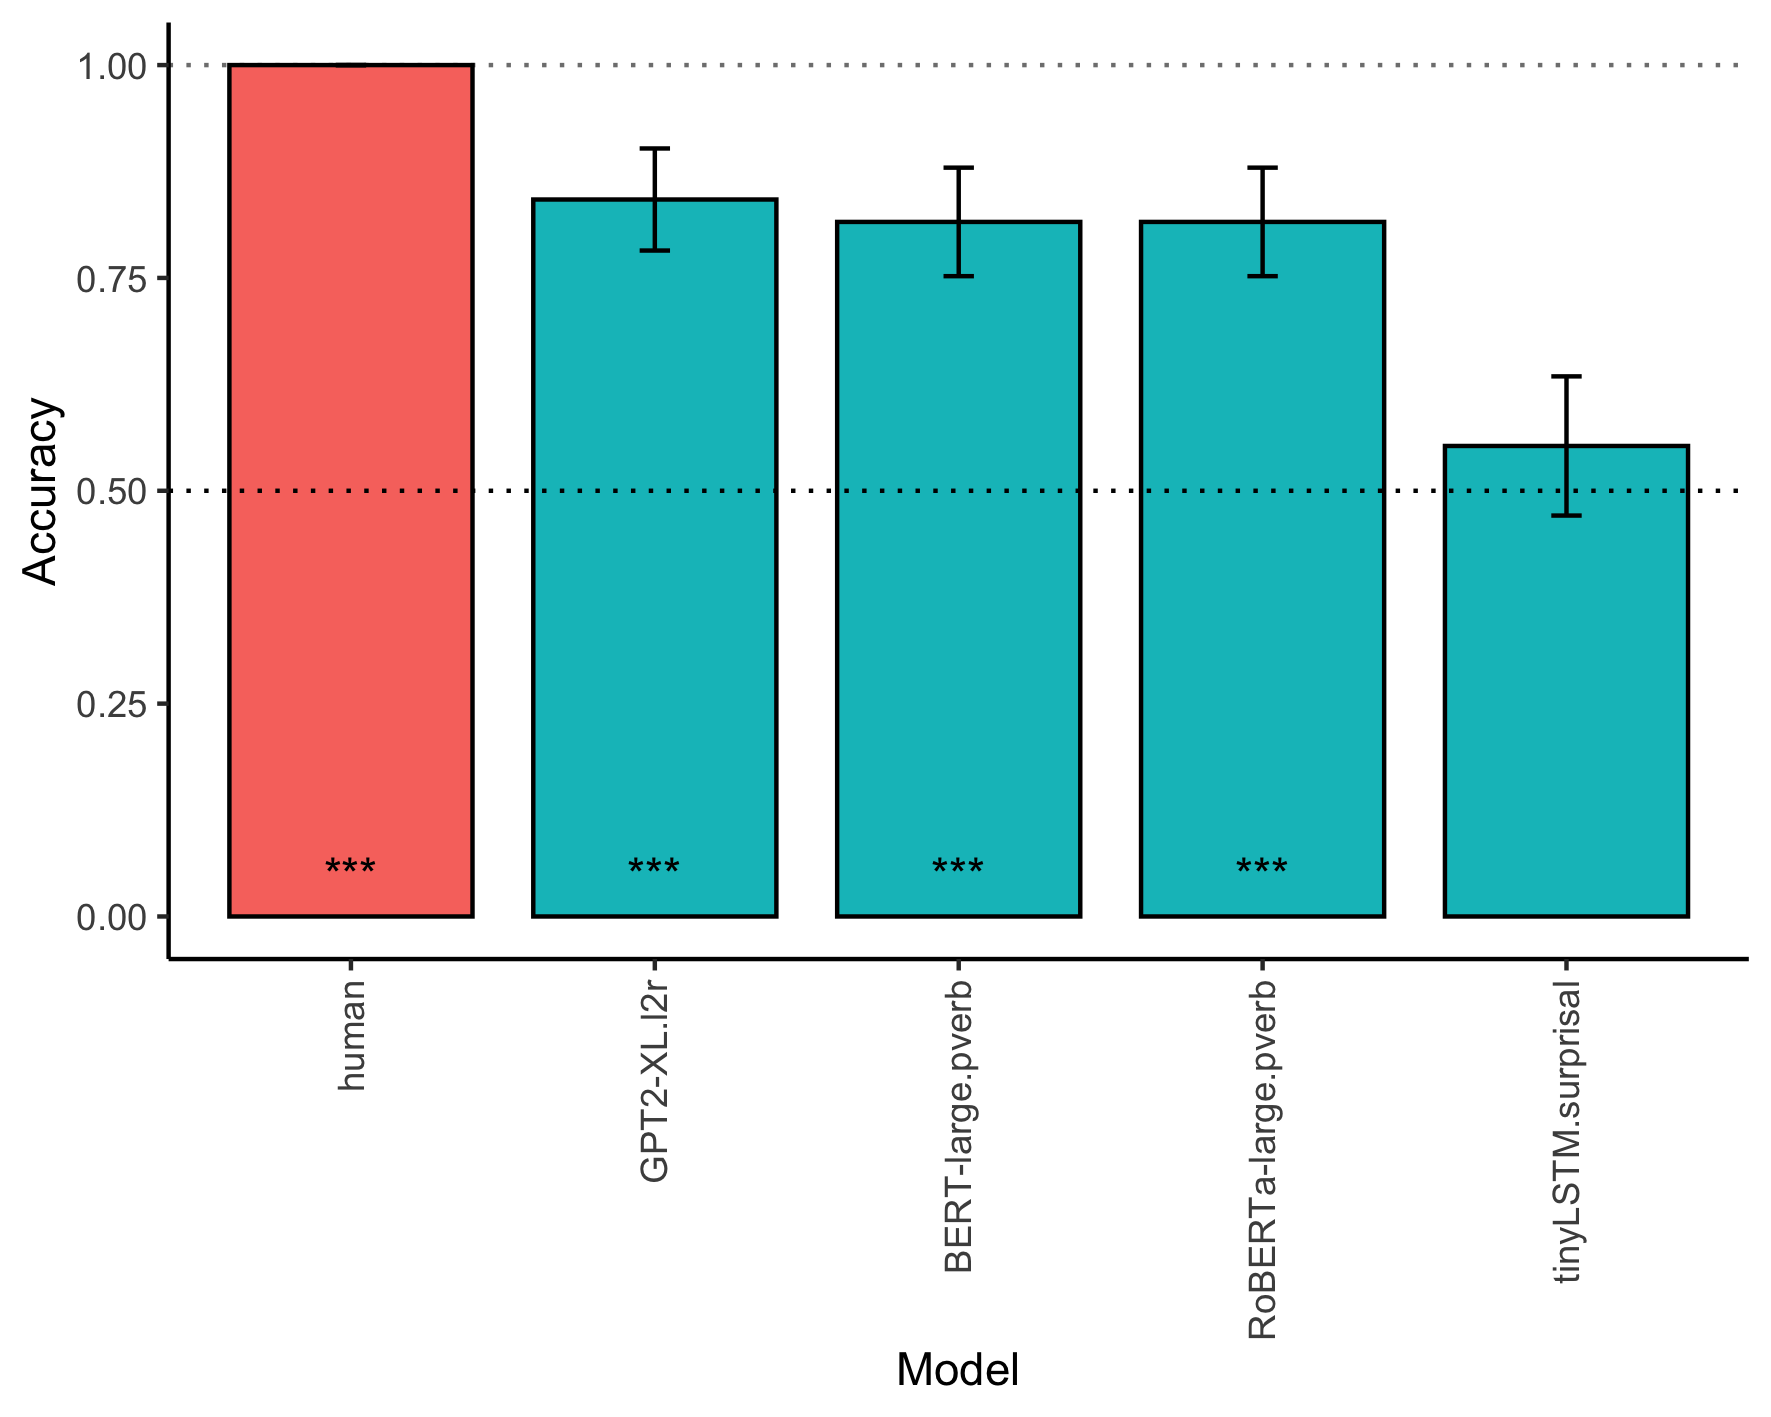 Accuracy
1.00
0.75
0.50
0.25
0.00
***
***
***
***
human
GPT2-XL.l2r
BERT-large.pverb
RoBERTa-large.pverb
tinyLSTM.surprisal
Model